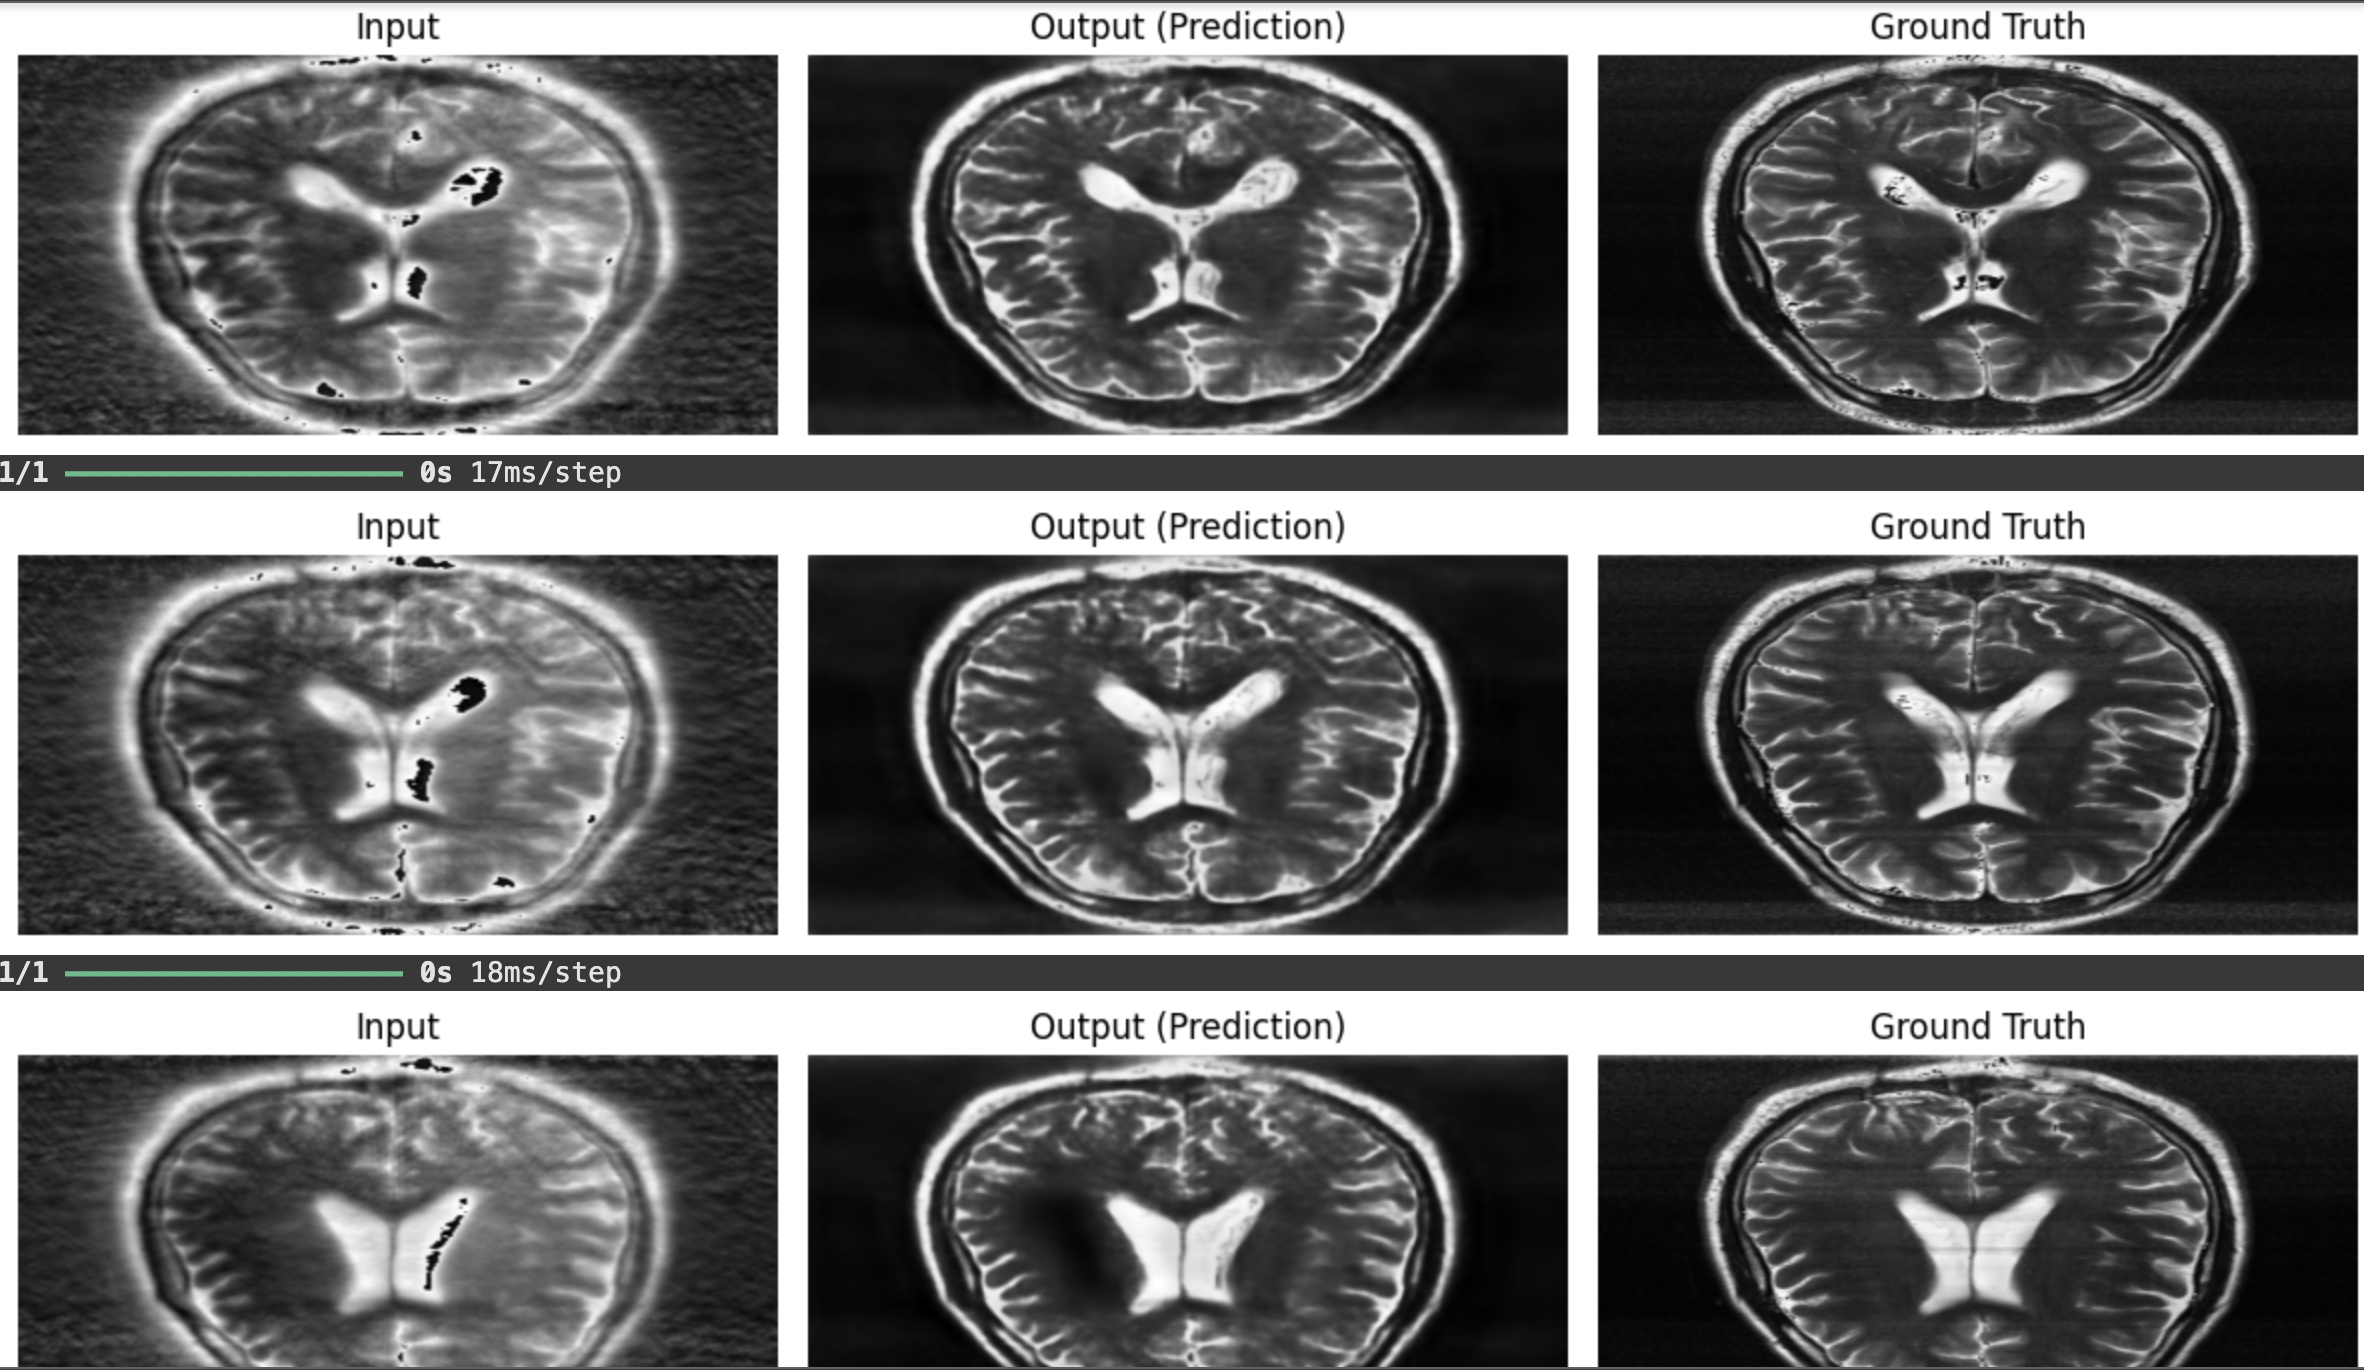 Input Output (Prediction) Ground Truth
1/1 0s 17ms/step
Input Output (Prediction) Ground Truth
1/1 0s 18ms/step
Input Output (Prediction) Ground Truth